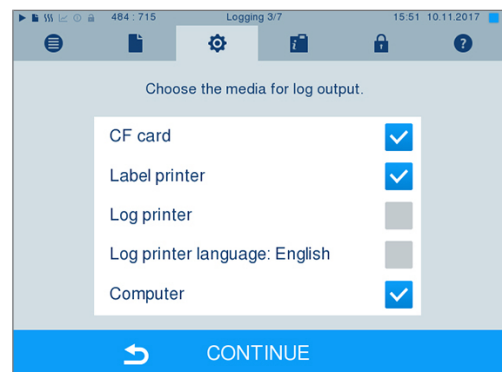 484 : 715 Logging 3/7 15:51 10.11.2017
Choose the media for log output.
CF card
Label printer
Log printer
Log printer language: English
Computer
CONTINUE